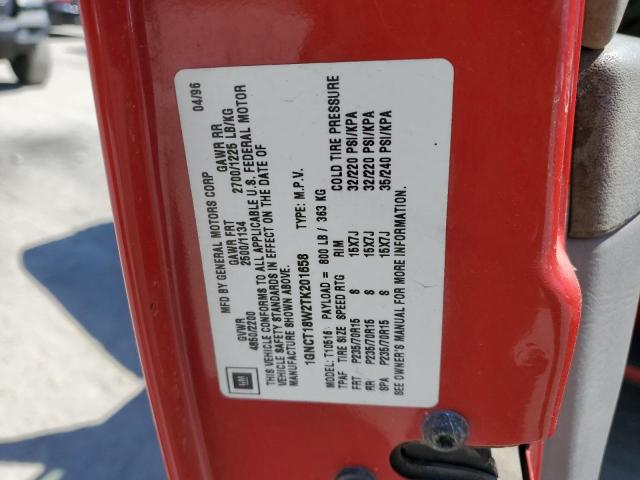 GM
MFD BY GENERAL MOTORS CORP 04/96
GVWR GAWR FRT GAWR RR
4850/2200 2500/1134 2700/1225 LB/KG
THIS VEHICLE CONFORMS TO ALL APPLICABLE U.S. FEDERAL MOTOR
VEHICLE SAFETY STANDARDS IN EFFECT ON THE DATE OF
MANUFACTURE SHOWN ABOVE.
1GNCT18W2TK201658 TYPE: M.P.V.
MODEL: T10516 PAYLOAD = 800 LB / 363 KG
TPAF TIRE SIZE SPEED RTG RIM COLD TIRE PRESSURE
FRT P235/70R15 S 15X7J 32/220 PSI/KPA
RR P235/70R15 S 15X7J 32/220 PSI/KPA
SPA P235/70R15 S 15X7J 35/240 PSI/KPA
SEE OWNER'S MANUAL FOR MORE INFORMATION.